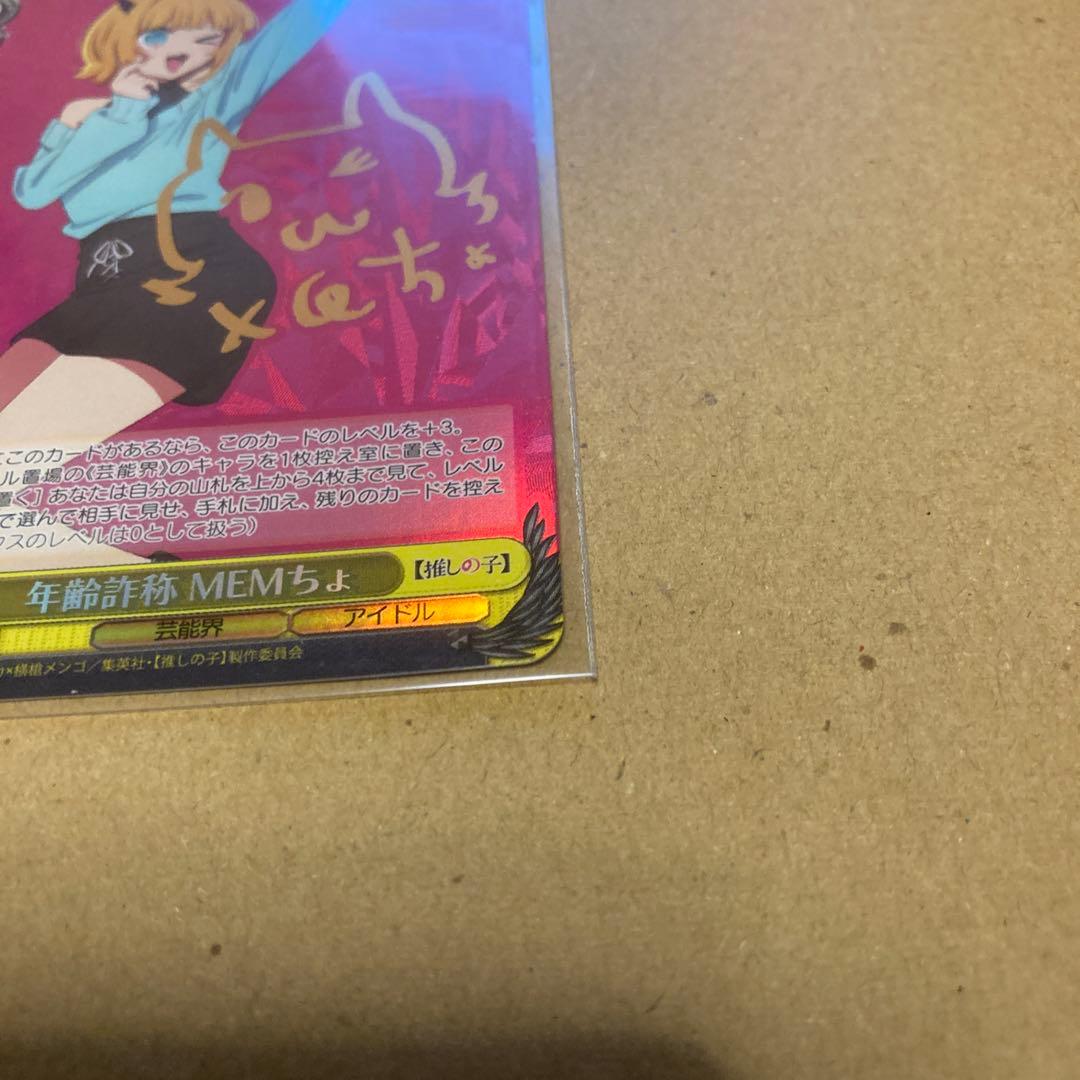 メムちょ
このカードがあるなら、このカードのレベルを＋3。
ル置場の《芸能界》のキャラを1枚控え室に置き、この
置く］あなたは自分の山札を上から4枚まで見て、レベル
で選んで相手に見せ、手札に加え、残りのカードを控え
クスのレベルは0として扱う）
年齢詐称 MEMちょ
【推しの子】
芸能界
アイドル
×横槍メンゴ／集英社・【推しの子】製作委員会